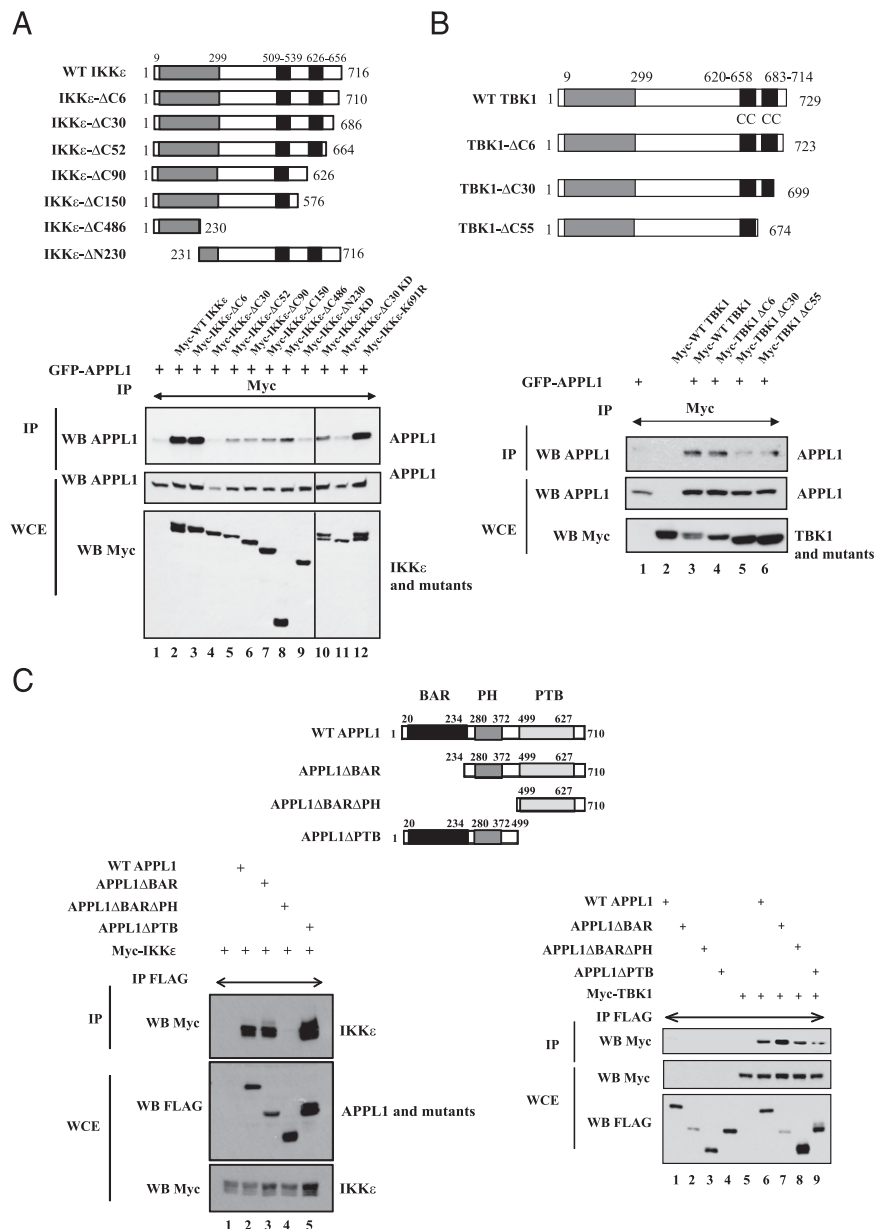 A
9 299 509-539 626-656
WT IKKε 1 716
IKKε-ΔC6 1 710
IKKε-ΔC30 1 686
IKKε-ΔC52 1 664
IKKε-ΔC90 1 626
IKKε-ΔC150 1 576
IKKε-ΔC486 1 230
IKKε-ΔN230 231 716
Myc-WT IKKε
Myc-IKKε-ΔC6
Myc-IKKε-ΔC30
Myc-IKKε-ΔC52
Myc-IKKε-ΔC90
Myc-IKKε-ΔC150
Myc-IKKε-ΔC486
Myc-IKKε-ΔN230
Myc-IKKε-KD
Myc-IKKε-ΔC30 KD
Myc-IKKε-K691R
GFP-APPL1 + + + + + + + + + + + +
IP Myc
IP WB APPL1 APPL1
WB APPL1 APPL1
WCE WB Myc IKKε
and mutants
1 2 3 4 5 6 7 8 9 10 11 12
B
9 299 620-658 683-714
WT TBK1 1 729
CC CC
TBK1-ΔC6 1 723
TBK1-ΔC30 1 699
TBK1-ΔC55 1 674
Myc-WT TBK1
Myc-WT TBK1
Myc-TBK1 ΔC6
Myc-TBK1 ΔC30
Myc-TBK1 ΔC55
GFP-APPL1 + + + + +
IP Myc
IP WB APPL1 APPL1
WB APPL1 APPL1
WCE WB Myc TBK1
and mutants
1 2 3 4 5 6
C
BAR PH PTB
20 234 280 372 499 627
WT APPL1 1 710
234 280 372 499 627
APPL1ΔBAR 710
499 627
APPL1ΔBARΔPH 710
20 234 280 372 499
APPL1ΔPTB 1
WT APPL1 +
APPL1ΔBAR +
APPL1ΔBARΔPH +
APPL1ΔPTB +
Myc-IKKε + + + + +
IP FLAG
IP WB Myc IKKε
WB FLAG APPL1 and mutants
WCE
WB Myc IKKε
1 2 3 4 5
WT APPL1 + +
APPL1ΔBAR + +
APPL1ΔBARΔPH + +
APPL1ΔPTB + +
Myc-TBK1 + + + + +
IP FLAG
IP WB Myc
WB Myc
WCE
WB FLAG
1 2 3 4 5 6 7 8 9